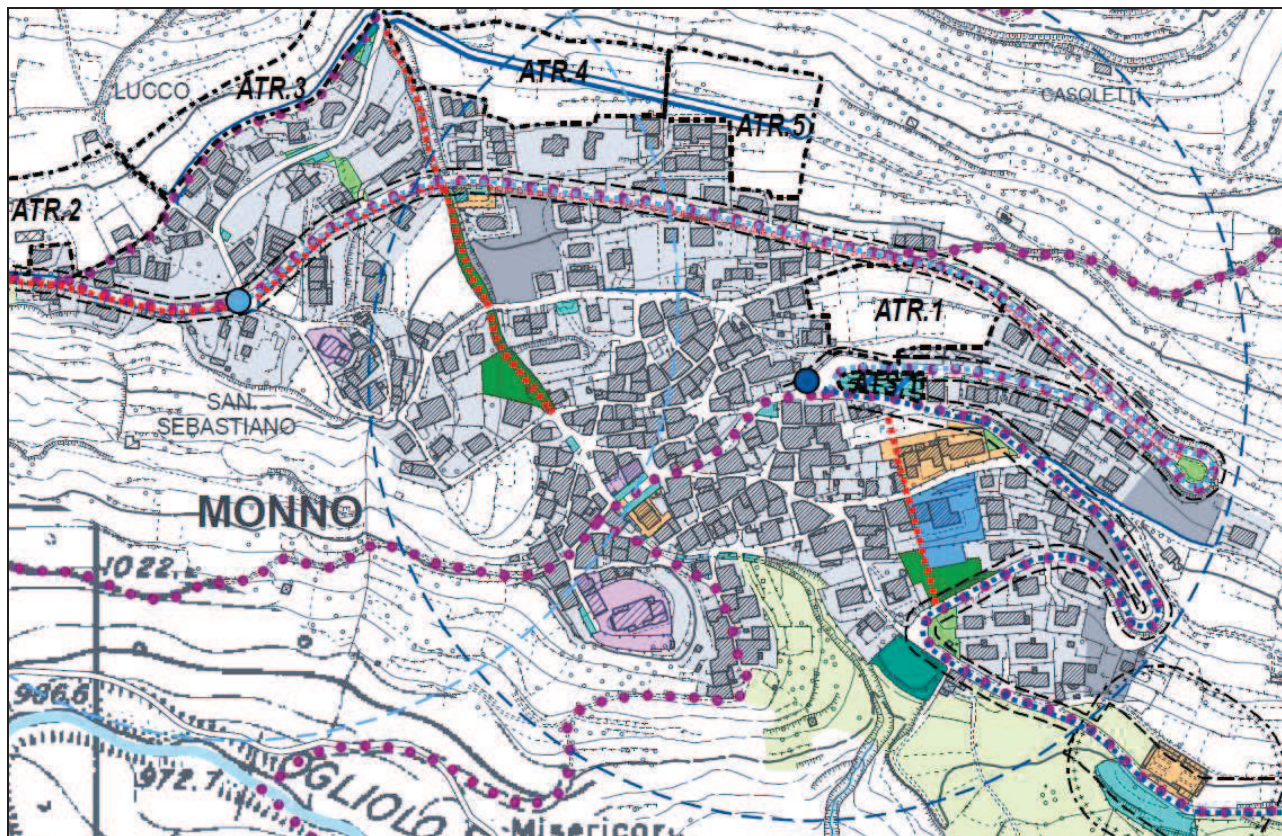 ATR.4
LUCCO
ATR.3
CASOLETTI
ATR.5
ATR.2
ATR.1
SAN
SEBASTIANO
MONNO
1022.
936.6
972.7
OGLIOLO
Misericor